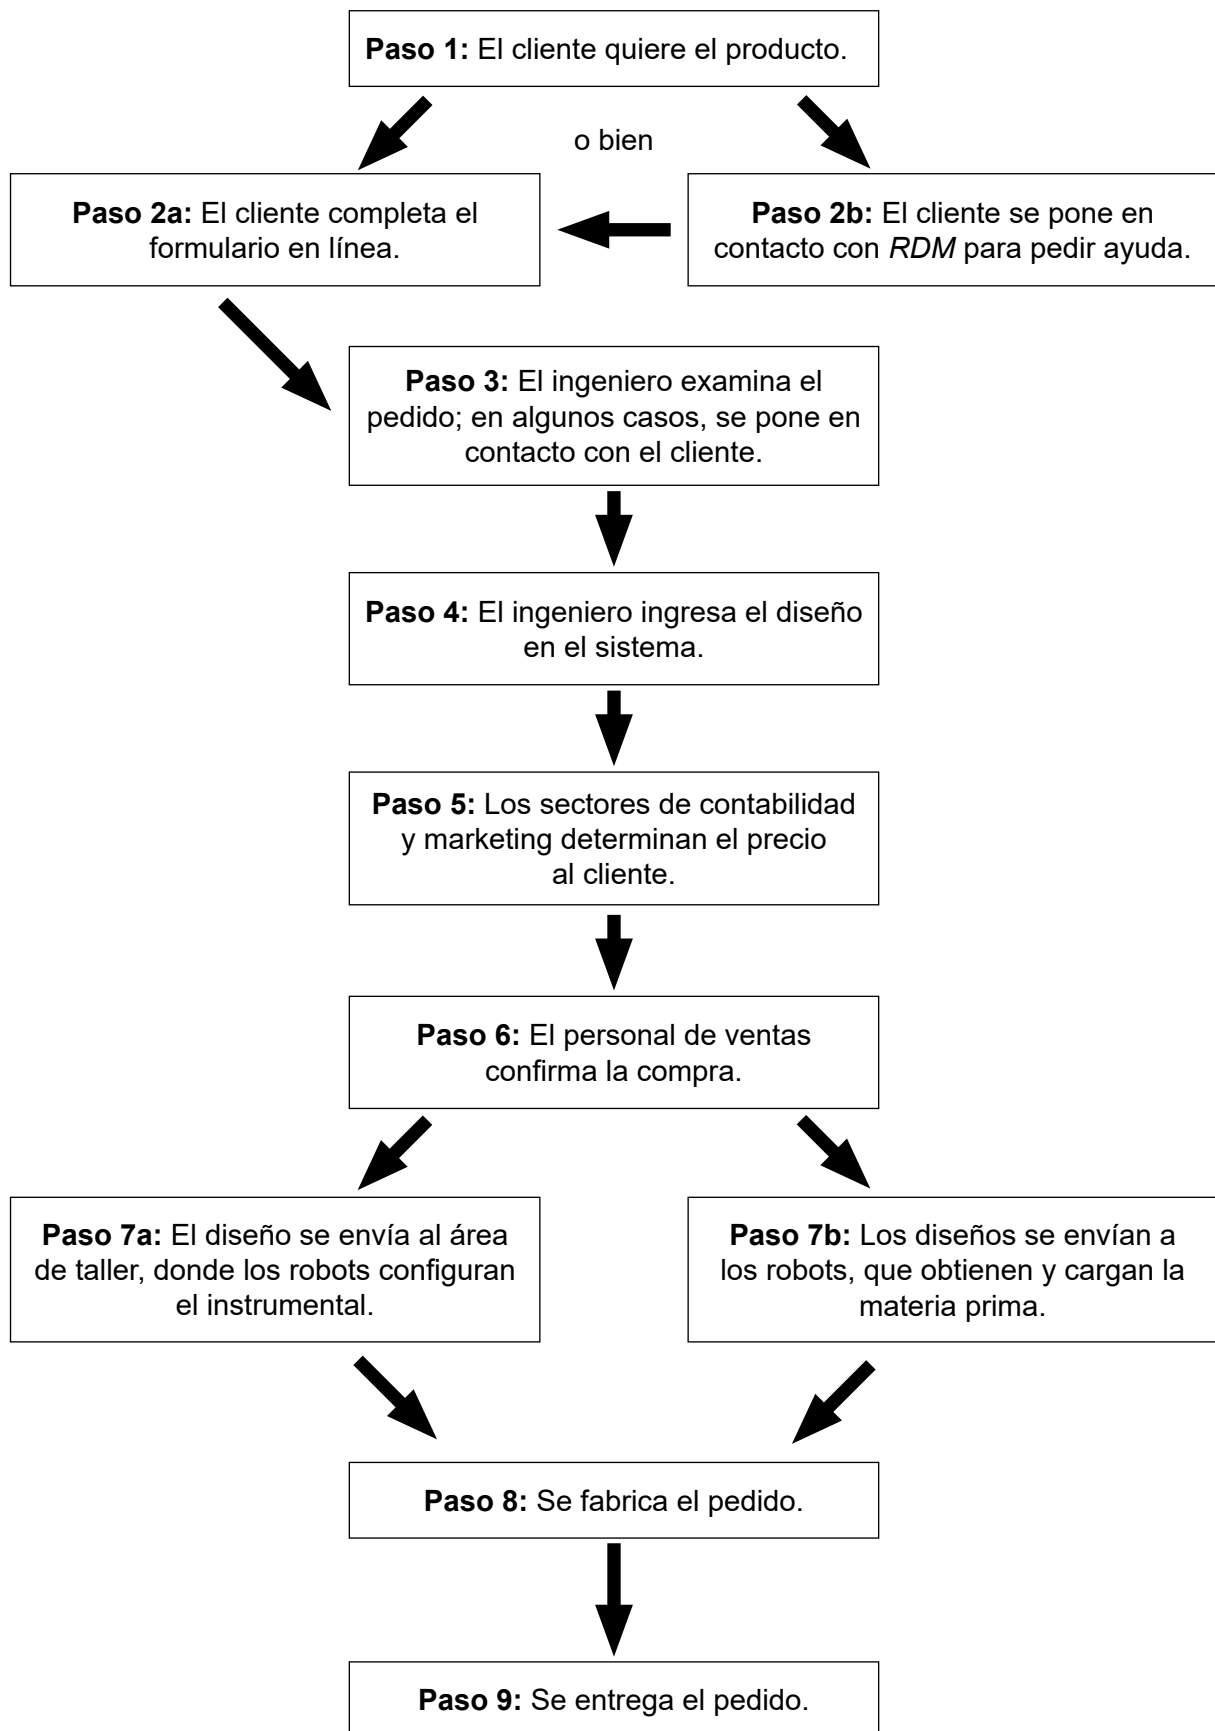 Paso 1: El cliente quiere el producto.
o bien
Paso 2a: El cliente completa el
formulario en línea.
Paso 2b: El cliente se pone en
contacto con RDM para pedir ayuda.
Paso 3: El ingeniero examina el
pedido; en algunos casos, se pone en
contacto con el cliente.
Paso 4: El ingeniero ingresa el diseño
en el sistema.
Paso 5: Los sectores de contabilidad
y marketing determinan el precio
al cliente.
Paso 6: El personal de ventas
confirma la compra.
Paso 7a: El diseño se envía al área
de taller, donde los robots configuran
el instrumental.
Paso 7b: Los diseños se envían a
los robots, que obtienen y cargan la
materia prima.
Paso 8: Se fabrica el pedido.
Paso 9: Se entrega el pedido.